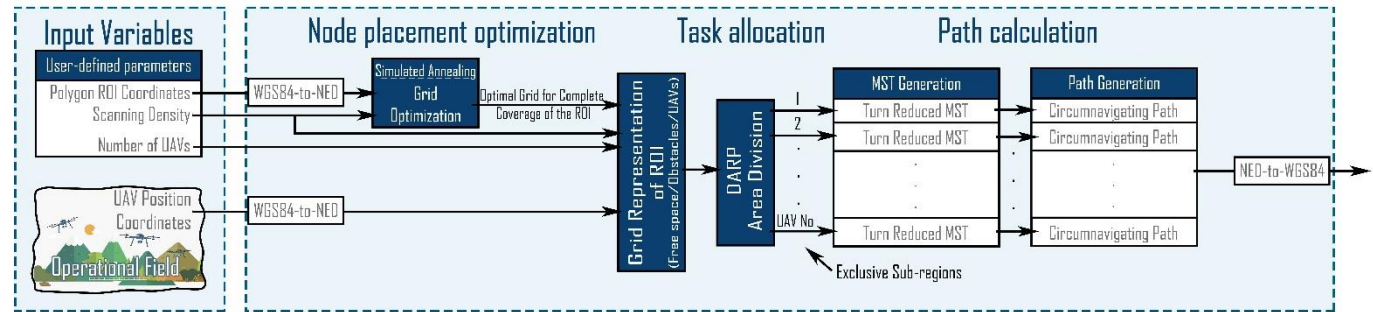 Input Variables
User-defined parameters
Polygon ROI Coordinates
Scanning Density
Number of UAVs
UAV Position
Coordinates
Operational Field
Node placement optimization
WGS84-to-NED
Simulated Annealing
Grid
Optimization
Optimal Grid for Complete
Coverage of the ROI
WGS84-to-NED
Grid Representation
of ROI
(Free space/Obstacles/UAVs)
Task allocation
DARP
Area Division
1
2
.
.
.
UAV No
Exclusive Sub-regions
Path calculation
MST Generation
Turn Reduced MST
Turn Reduced MST
.
.
.
Turn Reduced MST
.
.
.
Path Generation
Circumnavigating Path
Circumnavigating Path
.
.
.
Circumnavigating Path
NED-to-WGS84